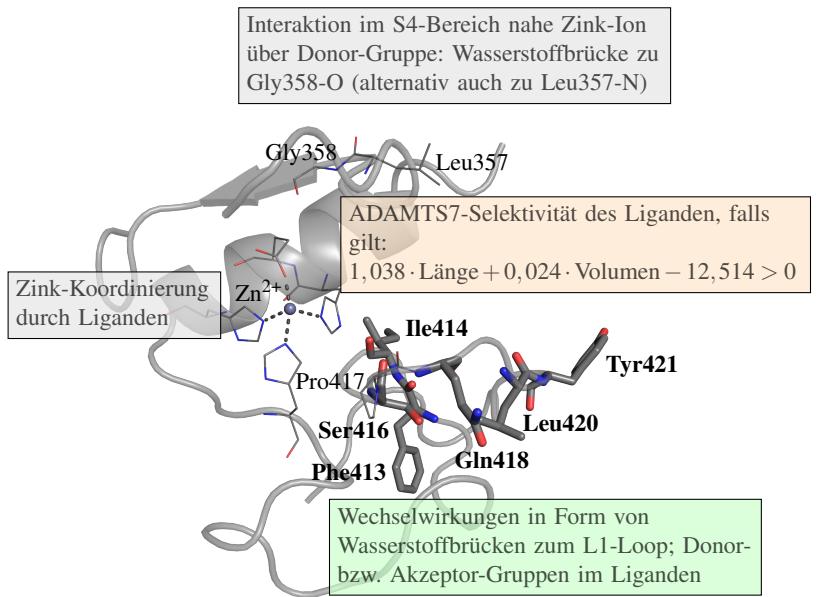 Interaktion im S4-Bereich nahe Zink-Ion
über Donor-Gruppe: Wasserstoffbrücke zu
Gly358-O (alternativ auch zu Leu357-N)
Gly358
Leu357
ADAMTS7-Selektivität des Liganden, falls
gilt:
1,038 · Länge + 0,024 · Volumen − 12,514 > 0
Zink-Koordinierung
durch Liganden
Zn²⁺
Ile414
Tyr421
Pro417
Ser416
Leu420
Gln418
Phe413
Wechselwirkungen in Form von
Wasserstoffbrücken zum L1-Loop; Donor-
bzw. Akzeptor-Gruppen im Liganden